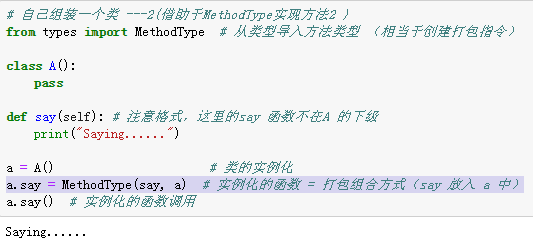 # 自己组装一个类 ---2(借助于MethodType实现方法2 )
from types import MethodType  # 从类型导入方法类型 （相当于创建打包指令）
class A():
    pass
def say(self): # 注意格式，这里的say 函数不在A 的下级
    print("Saying......")
a = A()                # 类的实例化
a.say = MethodType(say, a)  # 实例化的函数 = 打包组合方式（say 放入 a 中）
a.say()  # 实例化的函数调用
Saying......